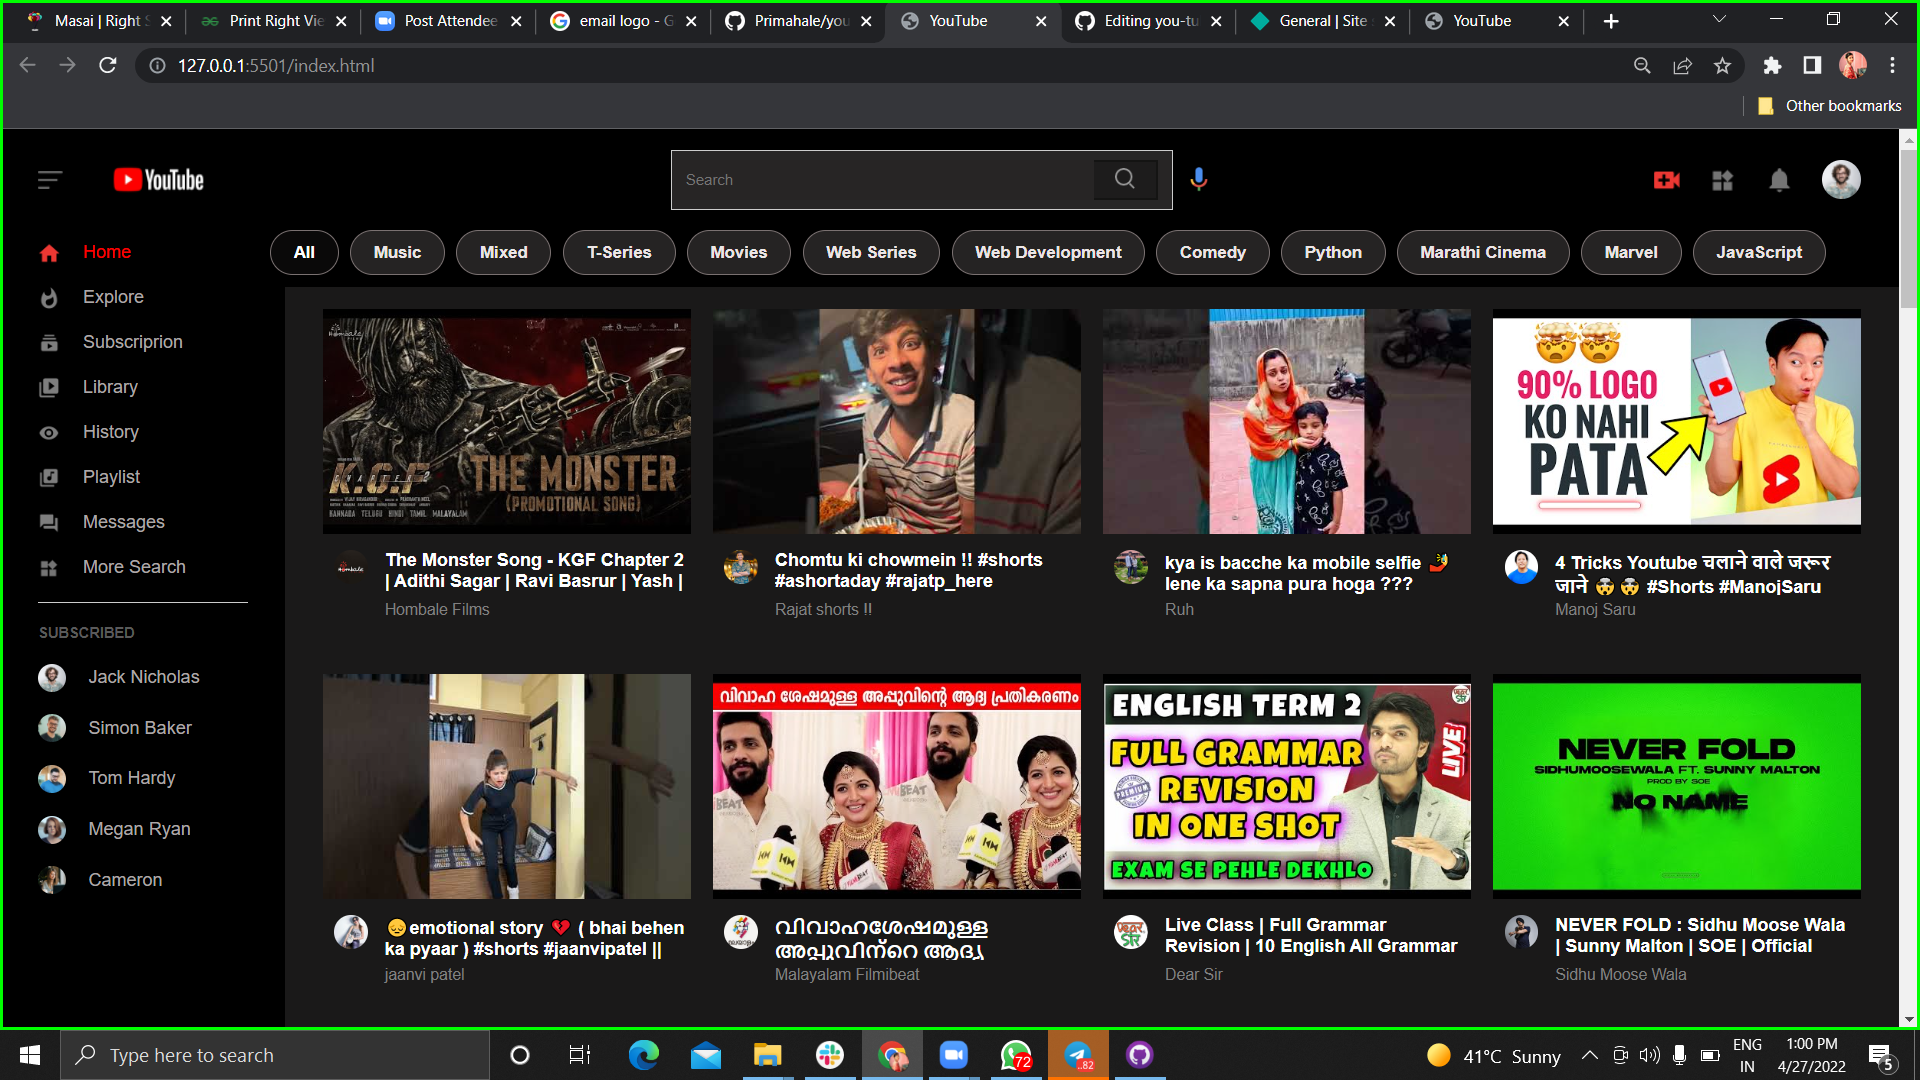 Masai | Right S
Print Right Vie
Post Attendee
email logo - G
Primahale/you
YouTube
Editing you-tu
General | Site
YouTube
127.0.0.1:5501/index.html
Other bookmarks
YouTube
Search
Home
Explore
Subscriprion
Library
History
Playlist
Messages
More Search
SUBSCRIBED
Jack Nicholas
Simon Baker
Tom Hardy
Megan Ryan
Cameron
All
Music
Mixed
T-Series
Movies
Web Series
Web Development
Comedy
Python
Marathi Cinema
Marvel
JavaScript
Hombale
K.G.F
CHAPTER 2
THE MONSTER
(PROMOTIONAL SONG)
KANNADA TELUGU HINDI TAMIL MALAYALAM
90% LOGO
KO NAHI
PATA
The Monster Song - KGF Chapter 2
| Adithi Sagar | Ravi Basrur | Yash |
Hombale Films
Chomtu ki chowmein !! #shorts
#ashortaday #rajatp_here
Rajat shorts !!
kya is bacche ka mobile selfie 🤳
lene ka sapna pura hoga ???
Ruh
4 Tricks Youtube चलाने वाले जरूर
जाने 🤯 🤯 #Shorts #ManojSaru
Manoj Saru
വിവാഹ ശേഷമുള്ള അപ്പുവിന്റെ ആദ്യ പ്രതികരണം
ENGLISH TERM 2
FULL GRAMMAR
REVISION
IN ONE SHOT
EXAM SE PEHLE DEKHLO
PREMIUM
LIVE!
NEVER FOLD
SIDHUMOOSEWALA FT. SUNNY MALTON
PROD BY SOE
NO NAME
😔emotional story 💔 ( bhai behen
ka pyaar ) #shorts #jaanvipatel ||
jaanvi patel
വിവാഹശേഷമുള്ള
അപ്പുവിന്റെ ആദ്യ
Malayalam Filmibeat
Live Class | Full Grammar
Revision | 10 English All Grammar
Dear Sir
NEVER FOLD : Sidhu Moose Wala
| Sunny Malton | SOE | Official
Sidhu Moose Wala
Type here to search
72
..82
41°C Sunny
ENG
IN
1:00 PM
4/27/2022
5